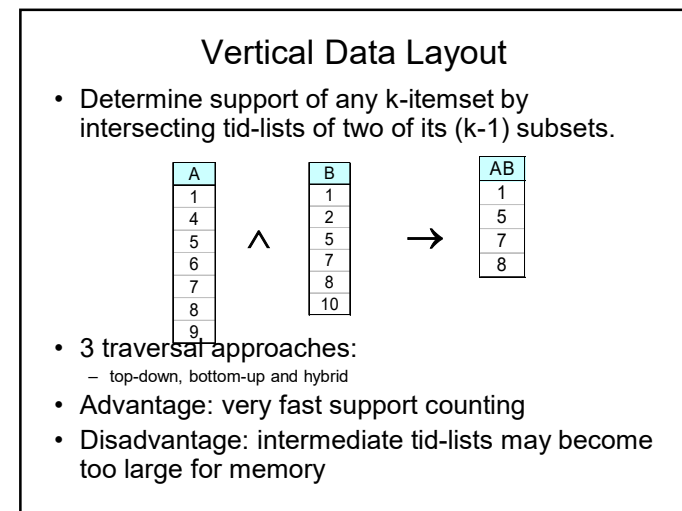 Vertical Data Layout
• Determine support of any k-itemset by
intersecting tid-lists of two of its (k-1) subsets.
A
1
4
5
6
7
8
9
∧
B
1
2
5
7
8
10
→
AB
1
5
7
8
• 3 traversal approaches:
– top-down, bottom-up and hybrid
• Advantage: very fast support counting
• Disadvantage: intermediate tid-lists may become
too large for memory